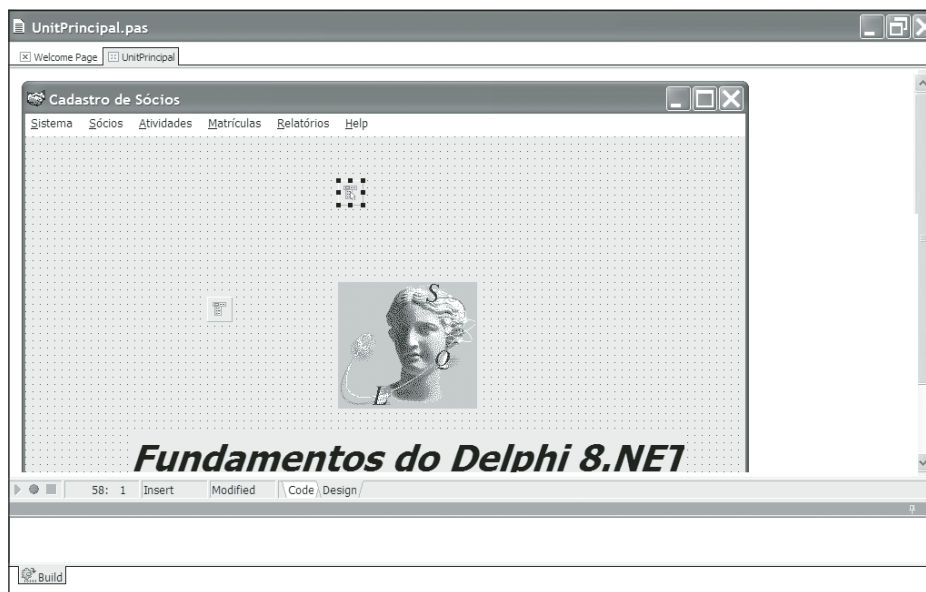 UnitPrincipal.pas
Welcome Page UnitPrincipal
Cadastro de Sócios
Sistema Sócios Atividades Matrículas Relatórios Help
S
Q
L
Fundamentos do Delphi 8.NET
58: 1 Insert Modified Code Design
Build